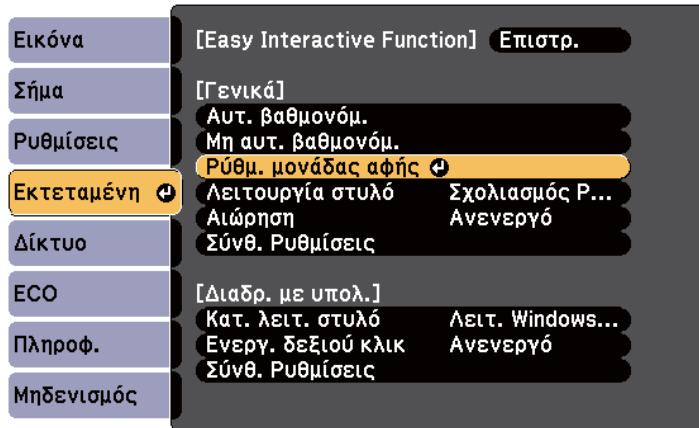 Εικόνα
Σήμα
Ρυθμίσεις
Εκτεταμένη
Δίκτυο
ECO
Πληροφ.
Μηδενισμός
[Easy Interactive Function] Επιστρ.
[Γενικά]
Αυτ. βαθμονόμ.
Μη αυτ. βαθμονόμ.
Ρύθμ. μονάδας αφής
Λειτουργία στυλό Σχολιασμός P...
Αιώρηση Ανενεργό
Σύνθ. Ρυθμίσεις
[Διαδρ. με υπολ.]
Κατ. λειτ. στυλό Λειτ. Windows...
Ενεργ. δεξιού κλικ Ανενεργό
Σύνθ. Ρυθμίσεις